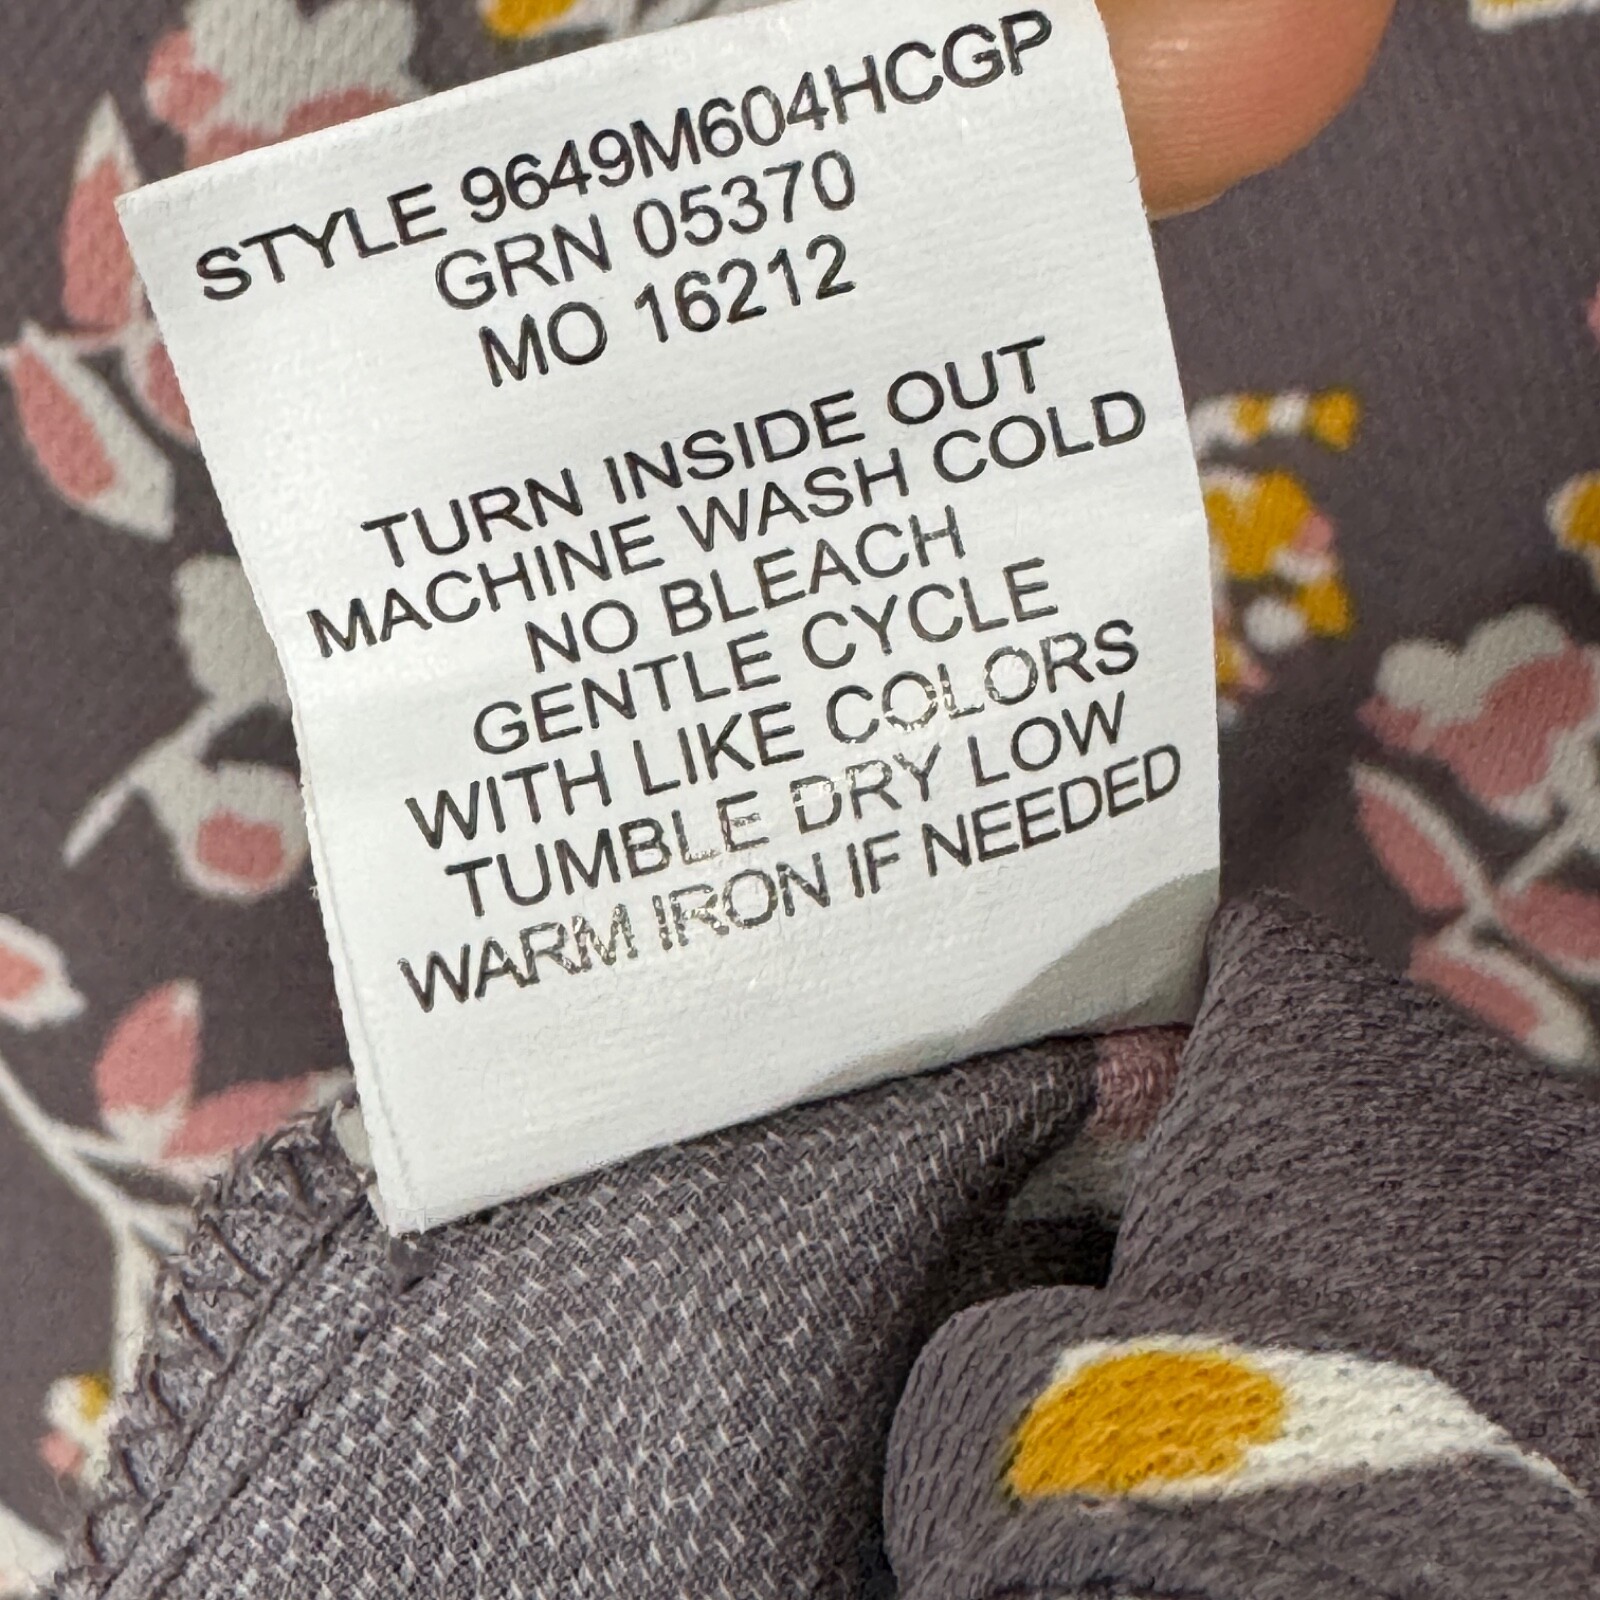 STYLE 9649M604HCGP
GRN 05370
MO 16212
TURN INSIDE OUT
MACHINE WASH COLD
NO BLEACH
GENTLE CYCLE
WITH LIKE COLORS
TUMBLE DRY LOW
WARM IRON IF NEEDED